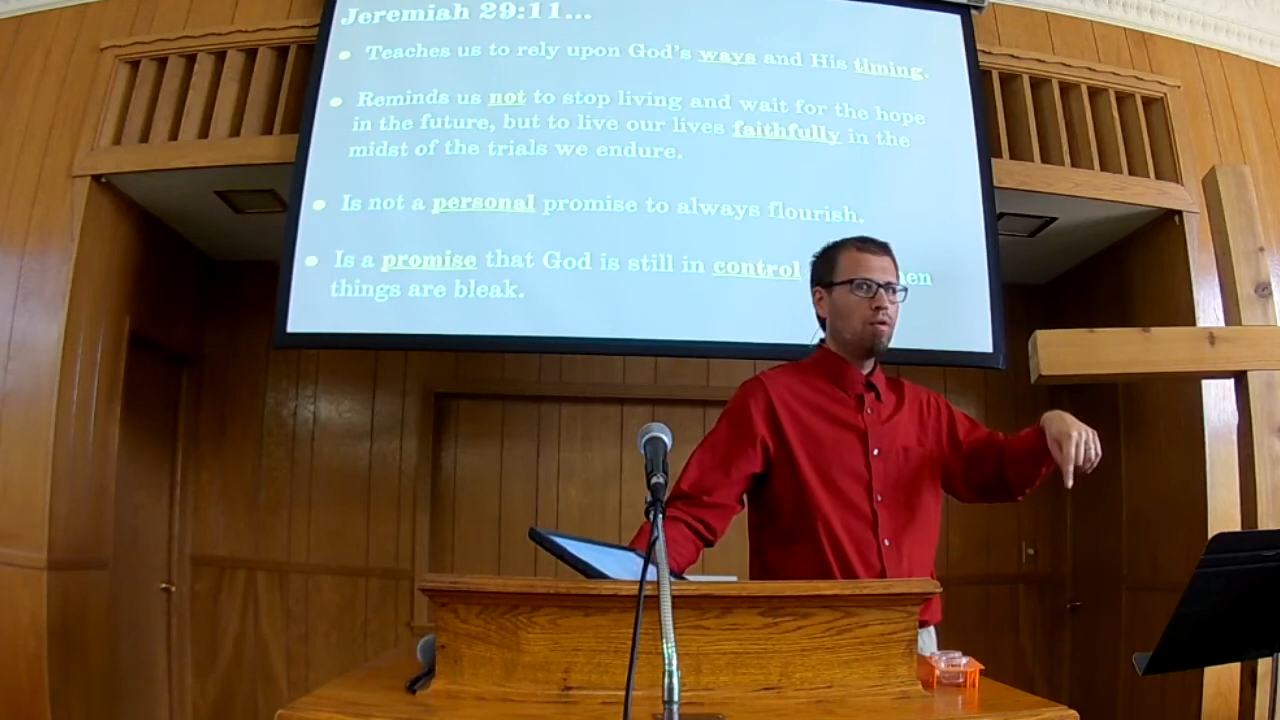 Jeremiah 29:11...
• Teaches us to rely upon God's ways and His timing.
• Reminds us not to stop living and wait for the hope
in the future, but to live our lives faithfully in the
midst of the trials we endure.
• Is not a personal promise to always flourish.
• Is a promise that God is still in control
things are bleak.